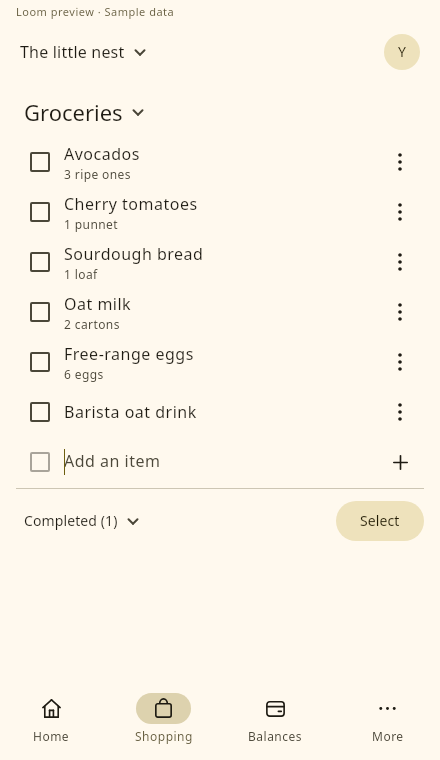 Loom preview · Sample data
The little nest
Y
Groceries
Avocados
3 ripe ones
Cherry tomatoes
1 punnet
Sourdough bread
1 loaf
Oat milk
2 cartons
Free-range eggs
6 eggs
Barista oat drink
Add an item
Completed (1)
Select
Home
Shopping
Balances
More